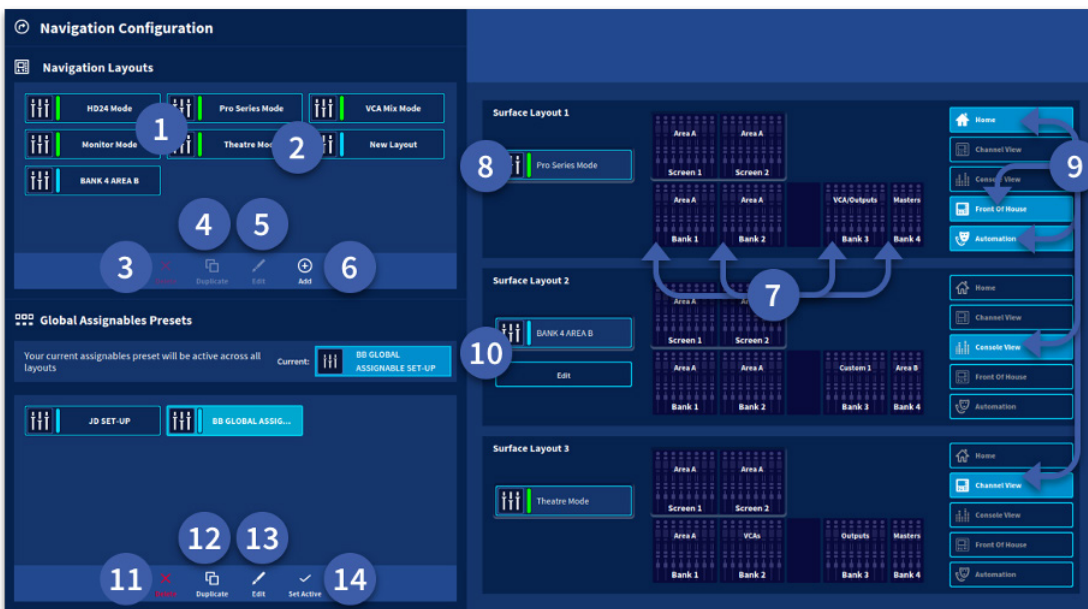 Navigation Configuration
Navigation Layouts
HD24 Mode
Pro Series Mode
VCA Mix Mode
1
2
Monitor Mode
Theatre Mod
New Layout
BANK 4 AREA B
4
5
3
6
Duplicate
Edit
Add
Global Assignables Presets
Your current assignables preset will be active across all
layouts
Current:
BB GLOBAL
ASSIGNABLE SET-UP
JD SET-UP
BB GLOBAL ASSIG...
12
13
11
14
Duplicate
Edit
Set Active
Surface Layout 1
8
Pro Series Mode
Area A
Area A
Screen 1
Screen 2
Area A
Area A
VCA/Outputs
Masters
Bank 1
Bank 2
Bank 3
Bank 4
Home
Channel View
Console View
Front Of House
Automation
9
7
Surface Layout 2
BANK 4 AREA B
10
Edit
Area A
Screen 1
Screen 2
Area A
Area A
Custom 1
Area B
Bank 1
Bank 2
Bank 3
Bank 4
Home
Channel View
Console View
Front Of House
Automation
Surface Layout 3
Theatre Mode
Area A
Area A
Screen 1
Screen 2
Area A
VCAs
Outputs
Masters
Bank 1
Bank 2
Bank 3
Bank 4
Home
Channel View
Console View
Front Of House
Automation